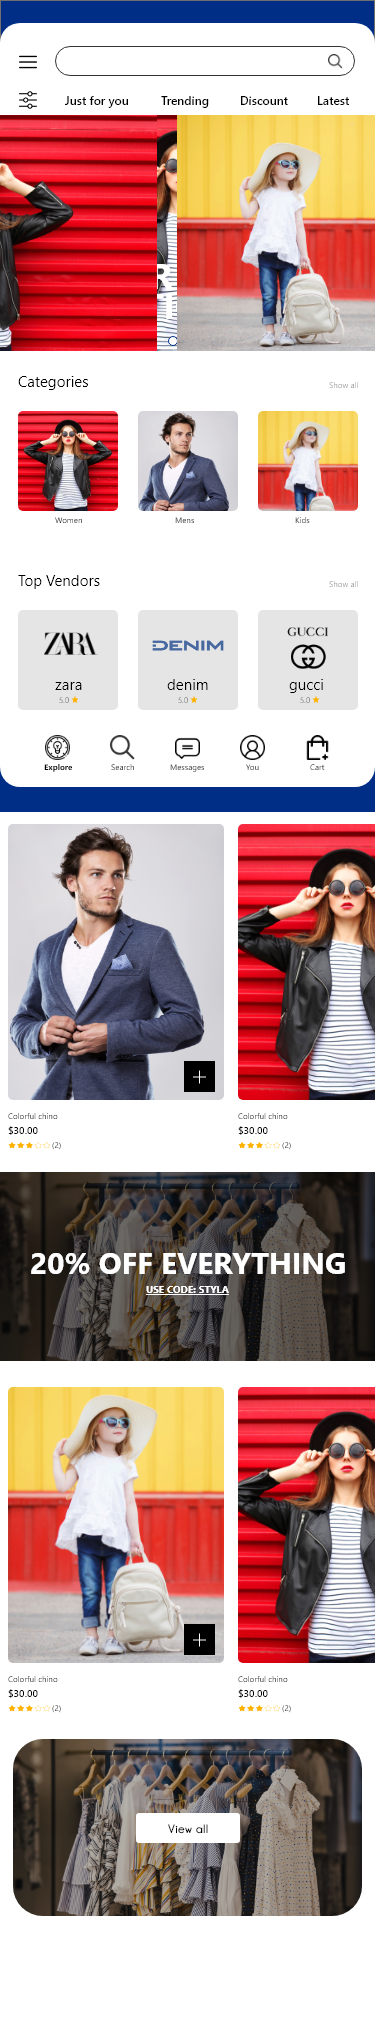 Just for you Trending Discount Latest
Categories Show all
Women Mens Kids
Top Vendors Show all
ZARA DENIM GUCCI
zara denim gucci
5.0 5.0 5.0
Explore Search Messages You Cart
Colorful chino Colorful chino
$30.00 $30.00
(2) (2)
20% OFF EVERYTHING
USE CODE: STYLA
Colorful chino Colorful chino
$30.00 $30.00
(2) (2)
View all